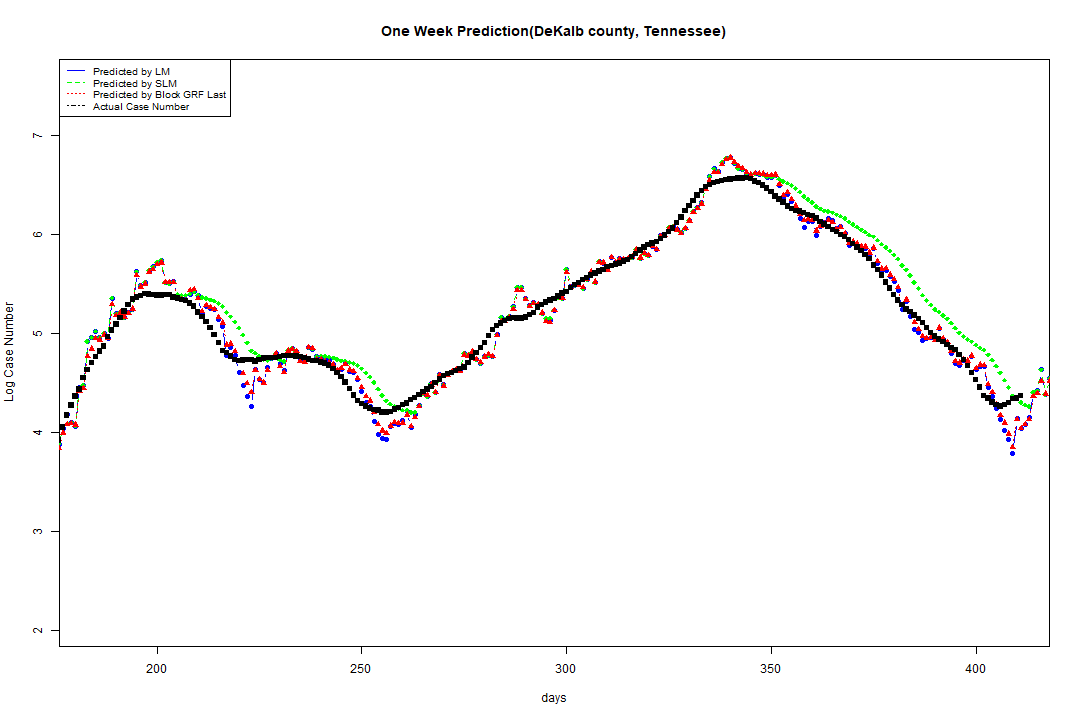 One Week Prediction(DeKalb county, Tennessee)
Predicted by LM
Predicted by SLM
Predicted by Block GRF Last
Actual Case Number
7
6
5
4
3
2
Log Case Number
200 250 300 350 400
days